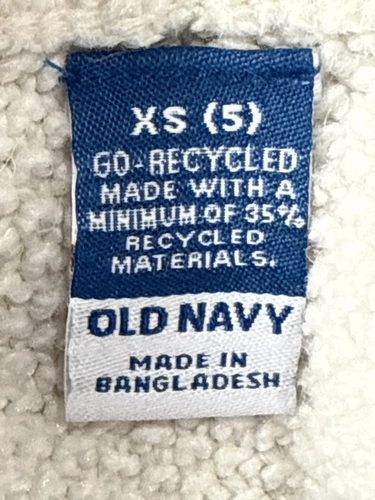 XS (5)
GO-RECYCLED
MADE WITH A
MINIMUM OF 35%
RECYCLED
MATERIALS.
OLD NAVY
MADE IN
BANGLADESH